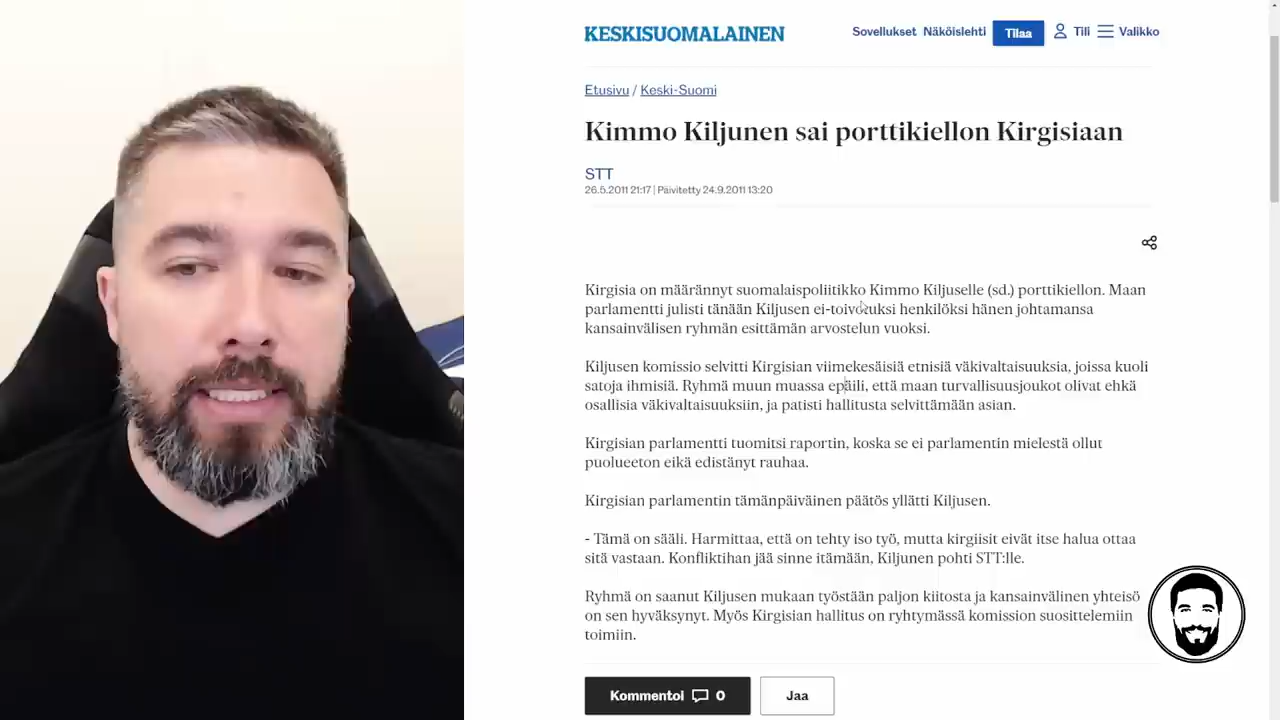 KESKISUOMALAINEN
Sovellukset Näköislehti Tilaa Tili Valikko
Etusivu / Keski-Suomi
Kimmo Kiljunen sai porttikiellon Kirgisiaan
STT
26.5.2011 21:17 | Päivitetty 24.9.2011 13:20
Kirgisia on määrännyt suomalaispoliitikko Kimmo Kiljuselle (sd.) porttikiellon. Maan
parlamentti julisti tänään Kiljusen ei-toivotuksi henkilöksi hänen johtamansa
kansainvälisen ryhmän esittämän arvostelun vuoksi.
Kiljusen komissio selvitti Kirgisian viimekesäisiä etnisiä väkivaltaisuuksia, joissa kuoli
satoja ihmisiä. Ryhmä muun muassa epäili, että maan turvallisuusjoukot olivat ehkä
osallisia väkivaltaisuuksiin, ja patisti hallitusta selvittämään asian.
Kirgisian parlamentti tuomitsi raportin, koska se ei parlamentin mielestä ollut
puolueeton eikä edistänyt rauhaa.
Kirgisian parlamentin tämänpäiväinen päätös yllätti Kiljusen.
- Tämä on sääli. Harmittaa, että on tehty iso työ, mutta kirgiisit eivät itse halua ottaa
sitä vastaan. Konfliktihan jää sinne itämään, Kiljunen pohti STT:lle.
Ryhmä on saanut Kiljusen mukaan työstään paljon kiitosta ja kansainvälinen yhteisö
on sen hyväksynyt. Myös Kirgisian hallitus on ryhtymässä komission suosittelemiin
toimiin.
Kommentoi 0 Jaa